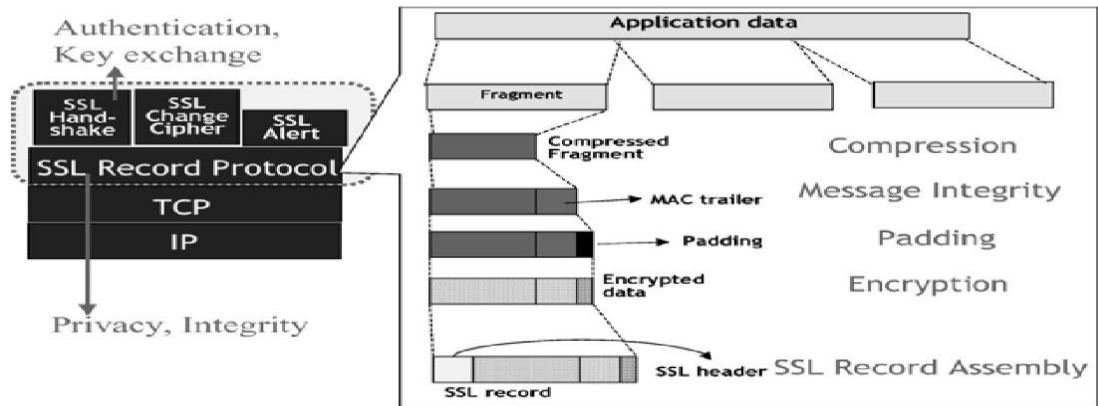 Authentication,
Key exchange
SSL
Hand-
shake
SSL
Change
Cipher
SSL
Alert
SSL Record Protocol
TCP
IP
Privacy, Integrity
Application data
Fragment
Compressed
Fragment
Compression
MAC trailer
Message Integrity
Padding
Padding
Encrypted
data
Encryption
SSL header
SSL Record Assembly
SSL record